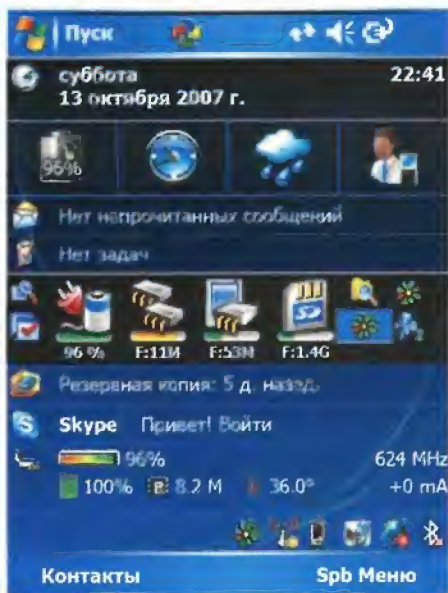 Пуск
суббота 22:41
13 октября 2007 г.
96%
Нет непрочитанных сообщений
Нет задач
96 % F:11M F:53M F:1.4G
Резервная копия: 5 д. назад.
Skype Привет! Войти
96% 624 MHz
100% 8.2 M 36.0° +0 mA
Контакты Spb Меню